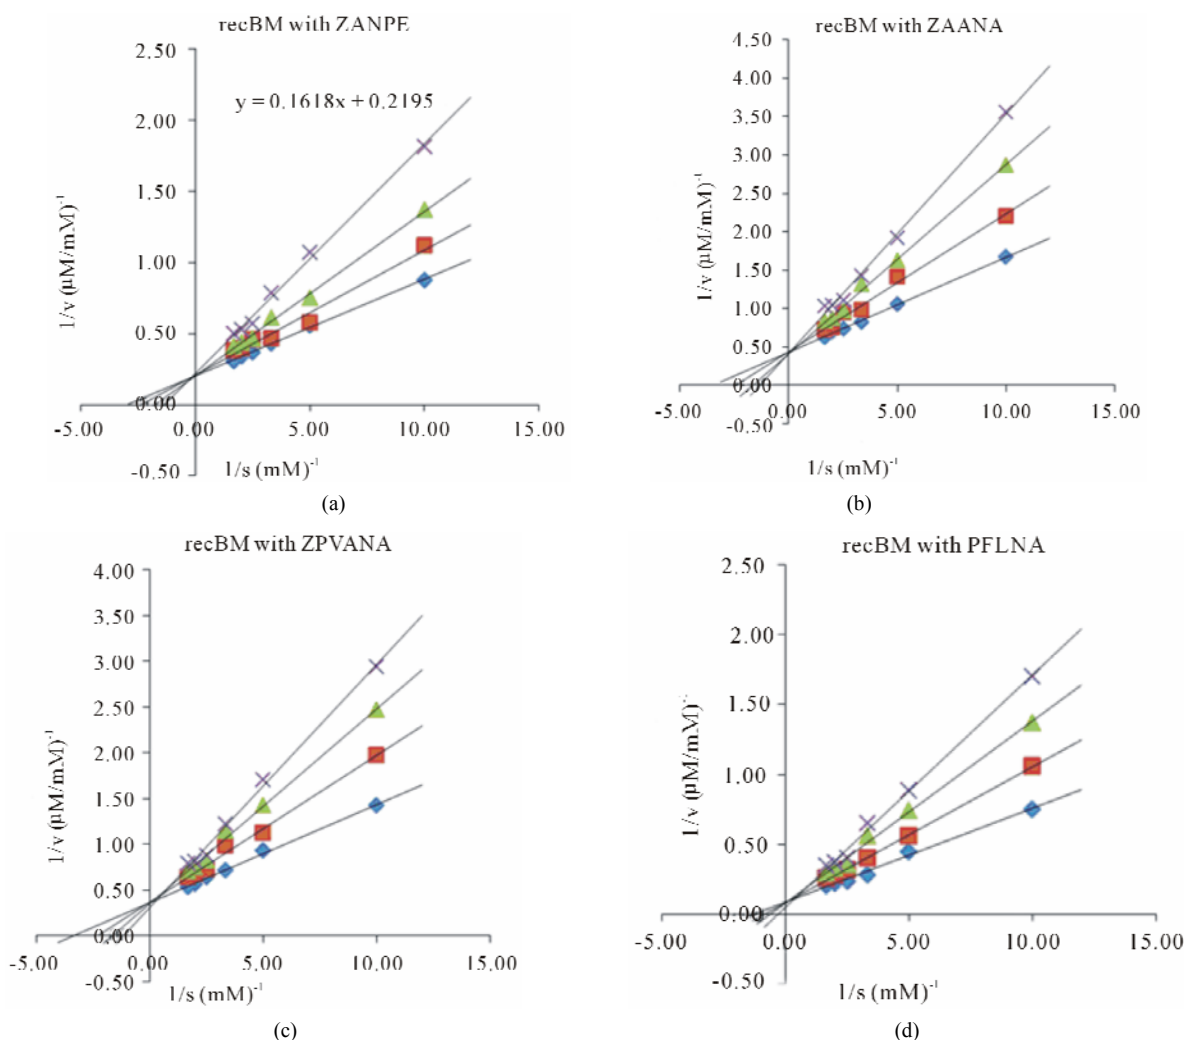 recBM with ZANPE
y = 0.1618x + 0.2195
1/v (μM/mM)⁻¹
2.50
2.00
1.50
1.00
0.50
0.00
-0.50
-5.00 0.00 5.00 10.00 15.00
1/s (mM)⁻¹
(a)
recBM with ZAANA
1/v (μM/mM)⁻¹
4.50
4.00
3.50
3.00
2.50
2.00
1.50
1.00
0.50
0.00
-0.50
-5.00 0.00 5.00 10.00 15.00
1/s (mM)⁻¹
(b)
recBM with ZPVANA
1/v (μM/mM)⁻¹
4.00
3.50
3.00
2.50
2.00
1.50
1.00
0.50
0.00
-0.50
-5.00 0.00 5.00 10.00 15.00
1/s (mM)⁻¹
(c)
recBM with PFLNA
1/v (μM/mM)⁻¹
2.50
2.00
1.50
1.00
0.50
0.00
-0.50
-5.00 0.00 5.00 10.00 15.00
1/s (mM)⁻¹
(d)